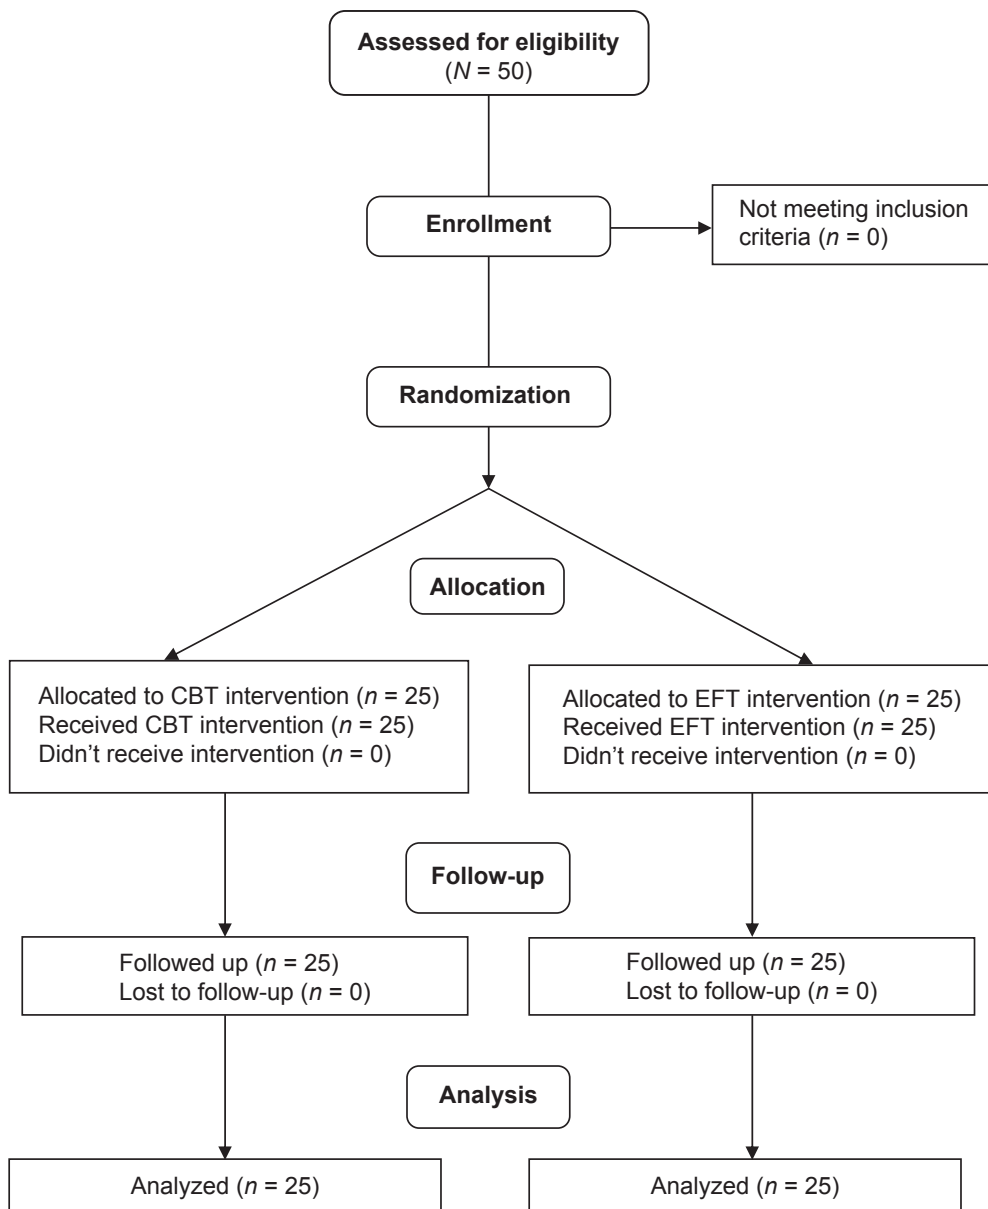 Assessed for eligibility
(N = 50)
Enrollment
Not meeting inclusion
criteria (n = 0)
Randomization
Allocation
Allocated to CBT intervention (n = 25)
Received CBT intervention (n = 25)
Didn’t receive intervention (n = 0)
Allocated to EFT intervention (n = 25)
Received EFT intervention (n = 25)
Didn’t receive intervention (n = 0)
Follow-up
Followed up (n = 25)
Lost to follow-up (n = 0)
Followed up (n = 25)
Lost to follow-up (n = 0)
Analysis
Analyzed (n = 25)
Analyzed (n = 25)